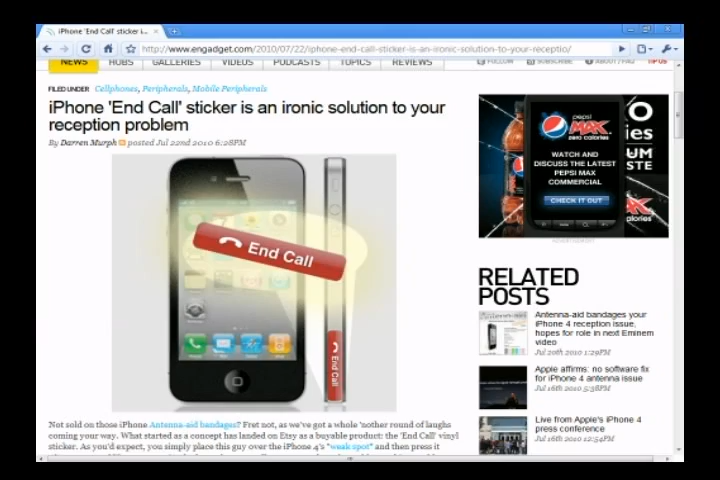 iPhone 'End Call' sticker i...
http://www.engadget.com/2010/07/22/iphone-end-call-sticker-is-an-ironic-solution-to-your-receptio/
NEWS HUBS GALLERIES VIDEOS PODCASTS TOPICS REVIEWS FOLLOW SUBSCRIBE ABOUT / FAQ TIP US
FILED UNDER Cellphones, Peripherals, Mobile Peripherals
iPhone 'End Call' sticker is an ironic solution to your
reception problem
By Darren Murph posted Jul 22nd 2010 6:28PM
End Call
End Call
Not sold on those iPhone Antenna-aid bandages? Fret not, as we've got a whole 'nother round of laughs
coming your way. What started as a concept has landed on Etsy as a buyable product: the 'End Call' vinyl
sticker. As you'd expect, you simply place this guy over the iPhone 4's "weak spot" and then press it
pepsi
MAX
zero calories
WATCH AND
DISCUSS THE LATEST
PEPSI MAX
COMMERCIAL
CHECK IT OUT
ADVERTISEMENT
RELATED
POSTS
Antenna-aid bandages your
iPhone 4 reception issue,
hopes for role in next Eminem
video
Jul 20th 2010 1:29PM
Apple affirms: no software fix
for iPhone 4 antenna issue
Jul 16th 2010 5:38PM
Live from Apple's iPhone 4
press conference
Jul 16th 2010 12:54PM